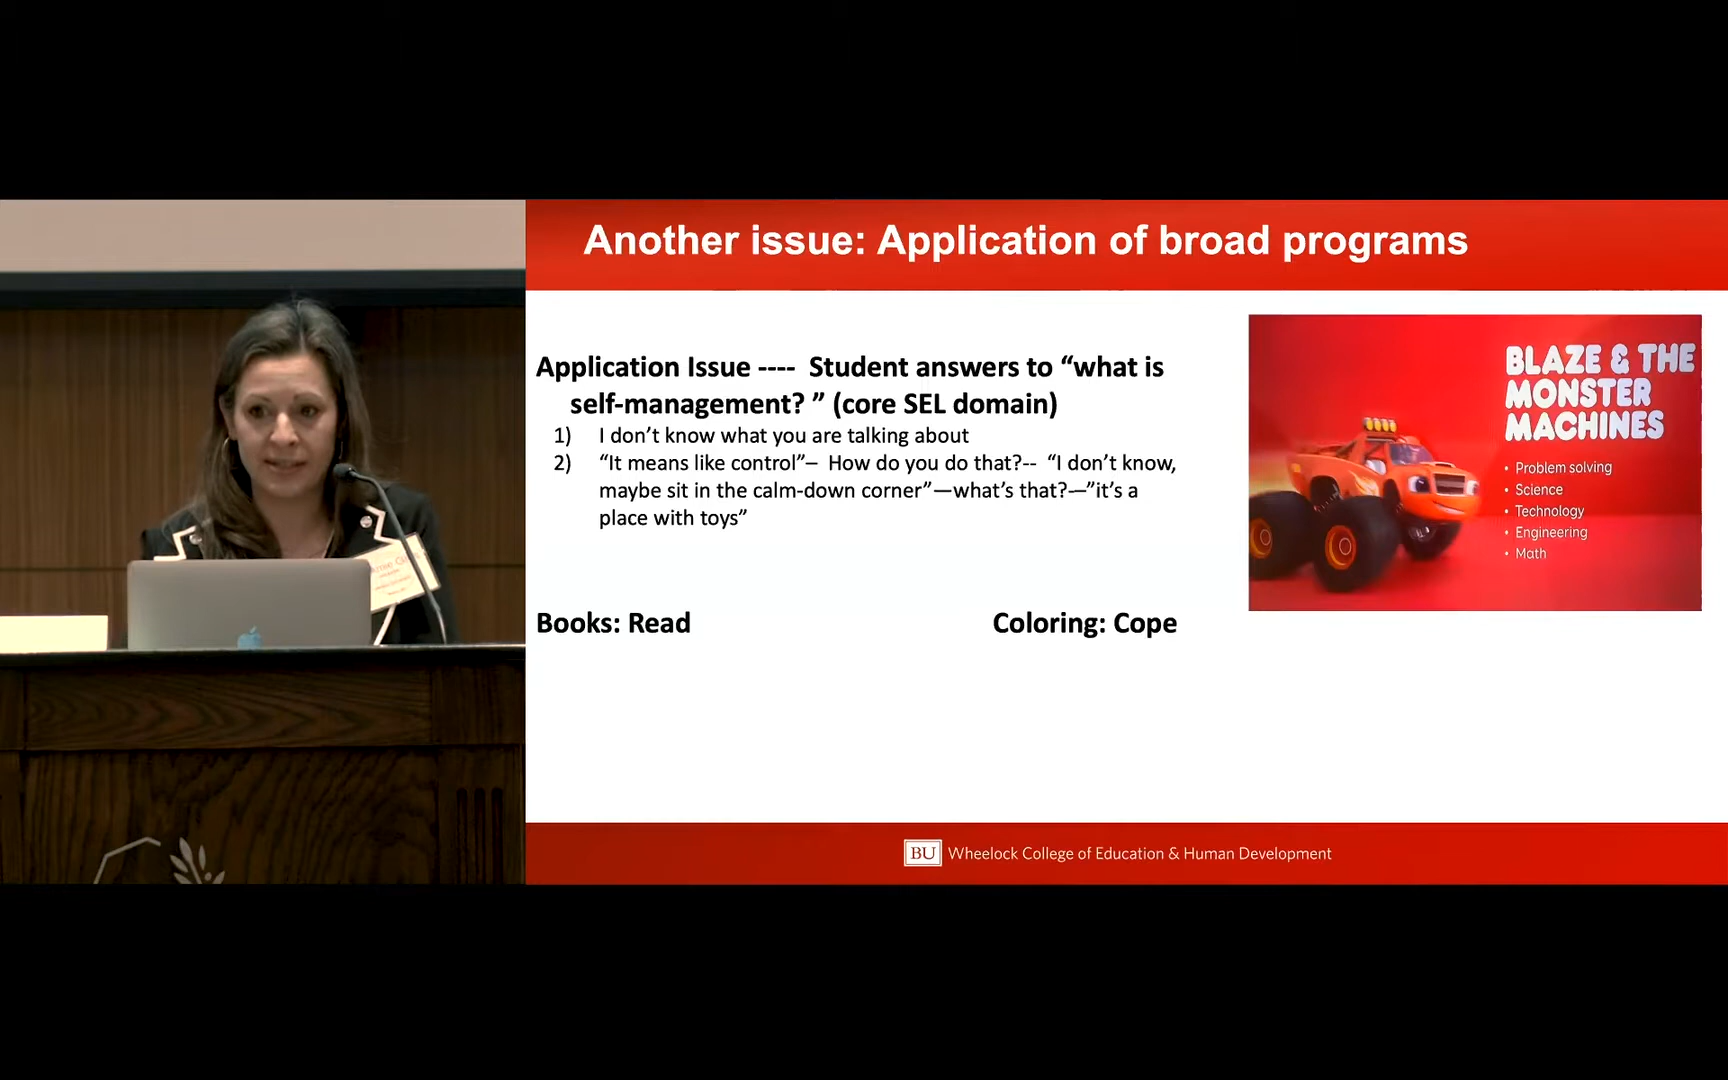 Another issue: Application of broad programs
Application Issue ---- Student answers to “what is
self-management? ” (core SEL domain)
1) I don’t know what you are talking about
2) “It means like control”– How do you do that?-- “I don’t know,
maybe sit in the calm-down corner”—what’s that?—”it’s a
place with toys”
Books: Read
Coloring: Cope
BLAZE & THE
MONSTER
MACHINES
• Problem solving
• Science
• Technology
• Engineering
• Math
BU Wheelock College of Education & Human Development